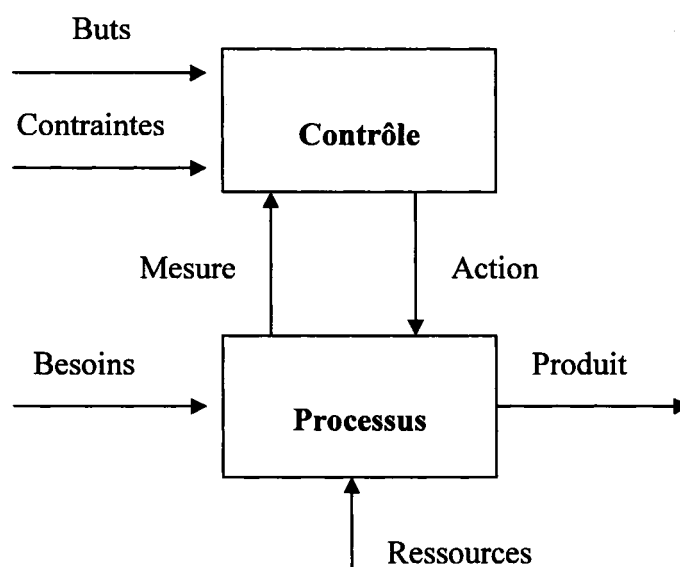 Buts
Contraintes
Contrôle
Mesure
Action
Besoins
Produit
Processus
Ressources